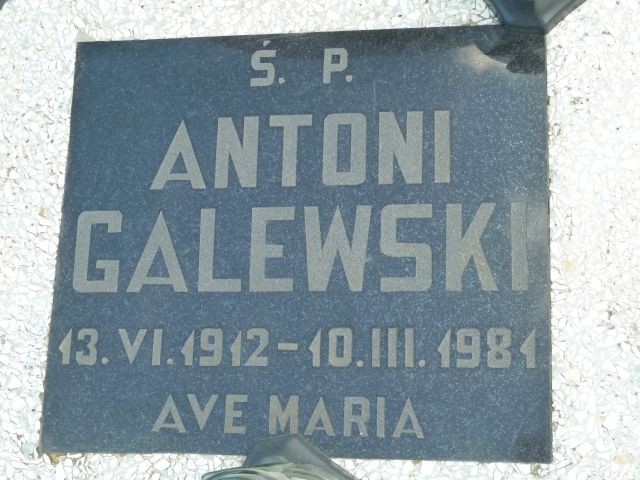 Ś. P.
ANTONI
GALEWSKI
13. VI. 1912 - 10. III. 1981
AVE MARIA